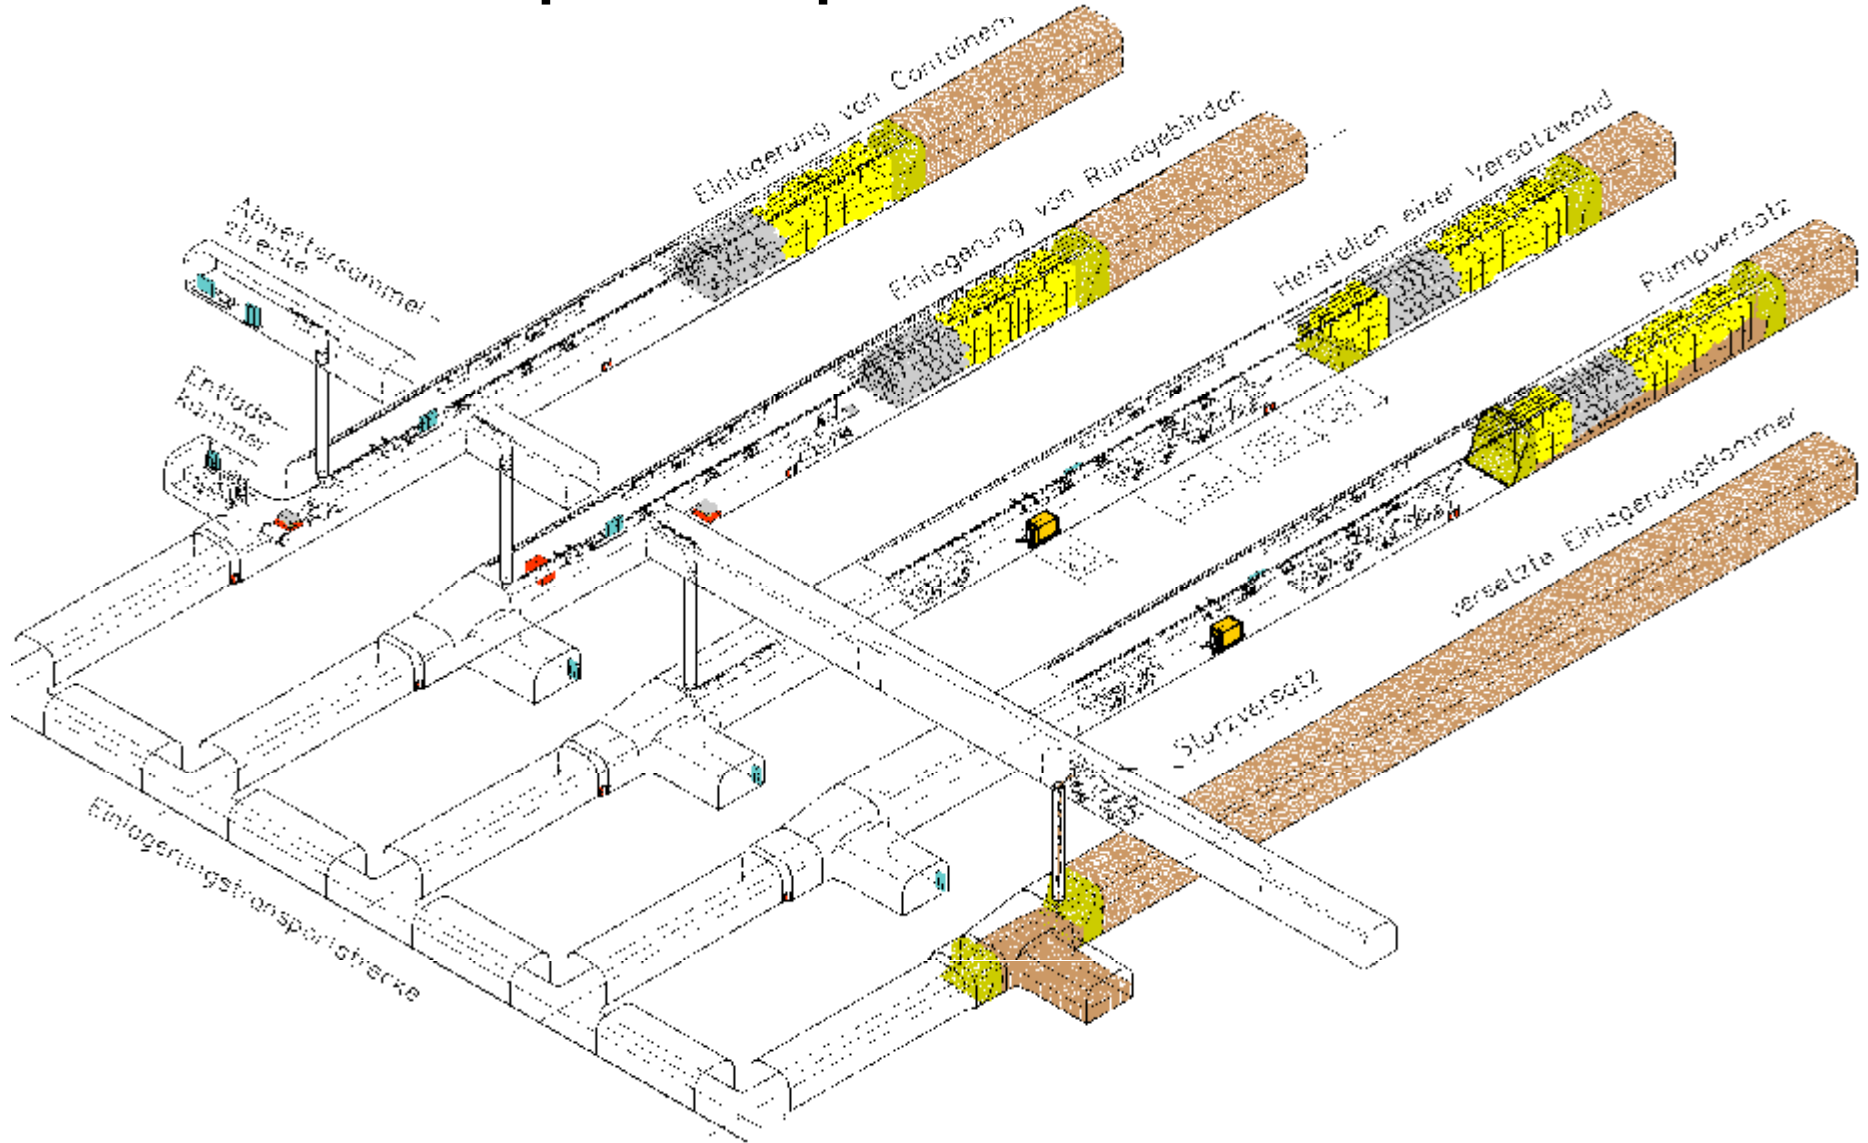 Einlagerung von Containern
Einlagerung von Rundgebinden
Herstellen einer Versatzwand
Abwettersammel-
strecke
Pumpversatz
Entlade-
kammer
versetzte Einlagerungskammer
Sturzversatz
Einlagerungstransportstrecke